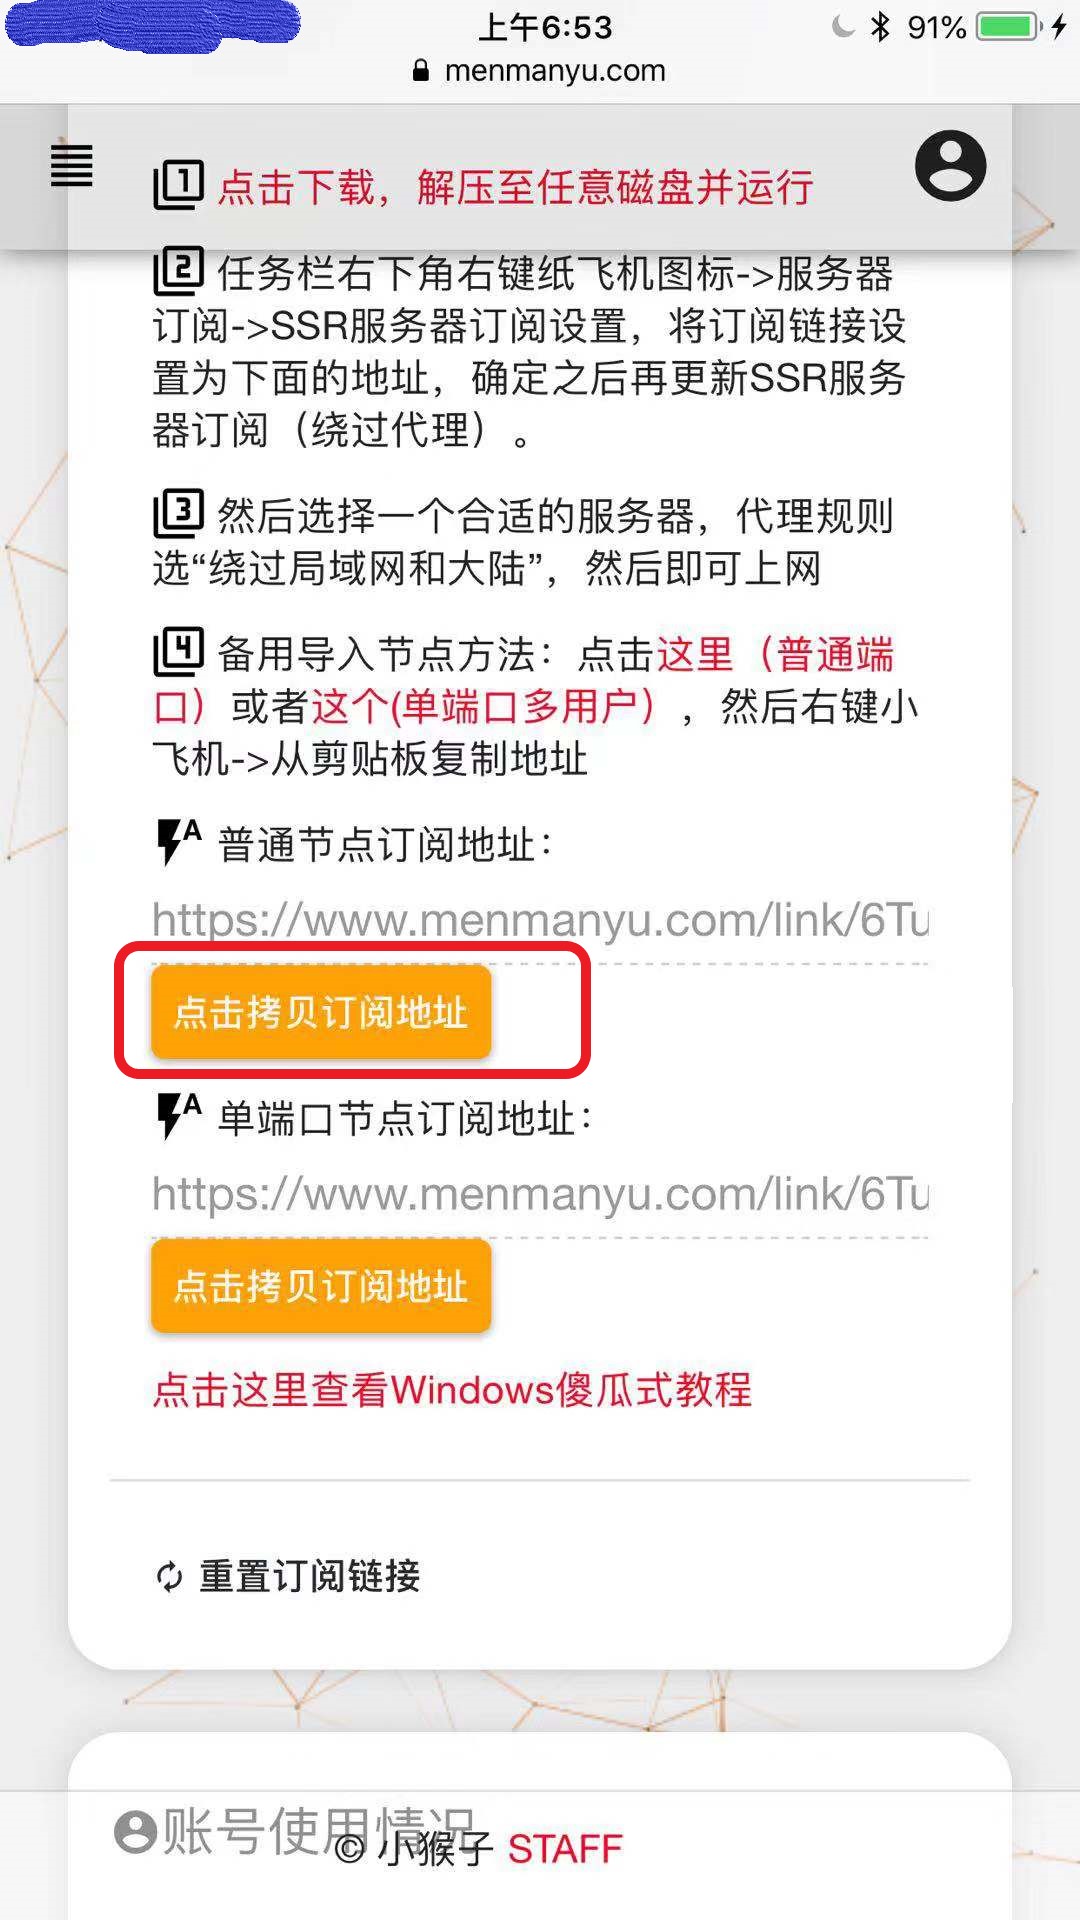 上午6:53
91%
menmanyu.com
1 点击下载，解压至任意磁盘并运行
2 任务栏右下角右键纸飞机图标->服务器
订阅->SSR服务器订阅设置，将订阅链接设
置为下面的地址，确定之后再更新SSR服务
器订阅（绕过代理）。
3 然后选择一个合适的服务器，代理规则
选“绕过局域网和大陆”，然后即可上网
4 备用导入节点方法：点击这里（普通端
口）或者这个(单端口多用户），然后右键小
飞机->从剪贴板复制地址
A 普通节点订阅地址：
https://www.menmanyu.com/link/6Tu
点击拷贝订阅地址
A 单端口节点订阅地址：
https://www.menmanyu.com/link/6Tu
点击拷贝订阅地址
点击这里查看Windows傻瓜式教程
重置订阅链接
账号使用情况
© 小猴子 STAFF